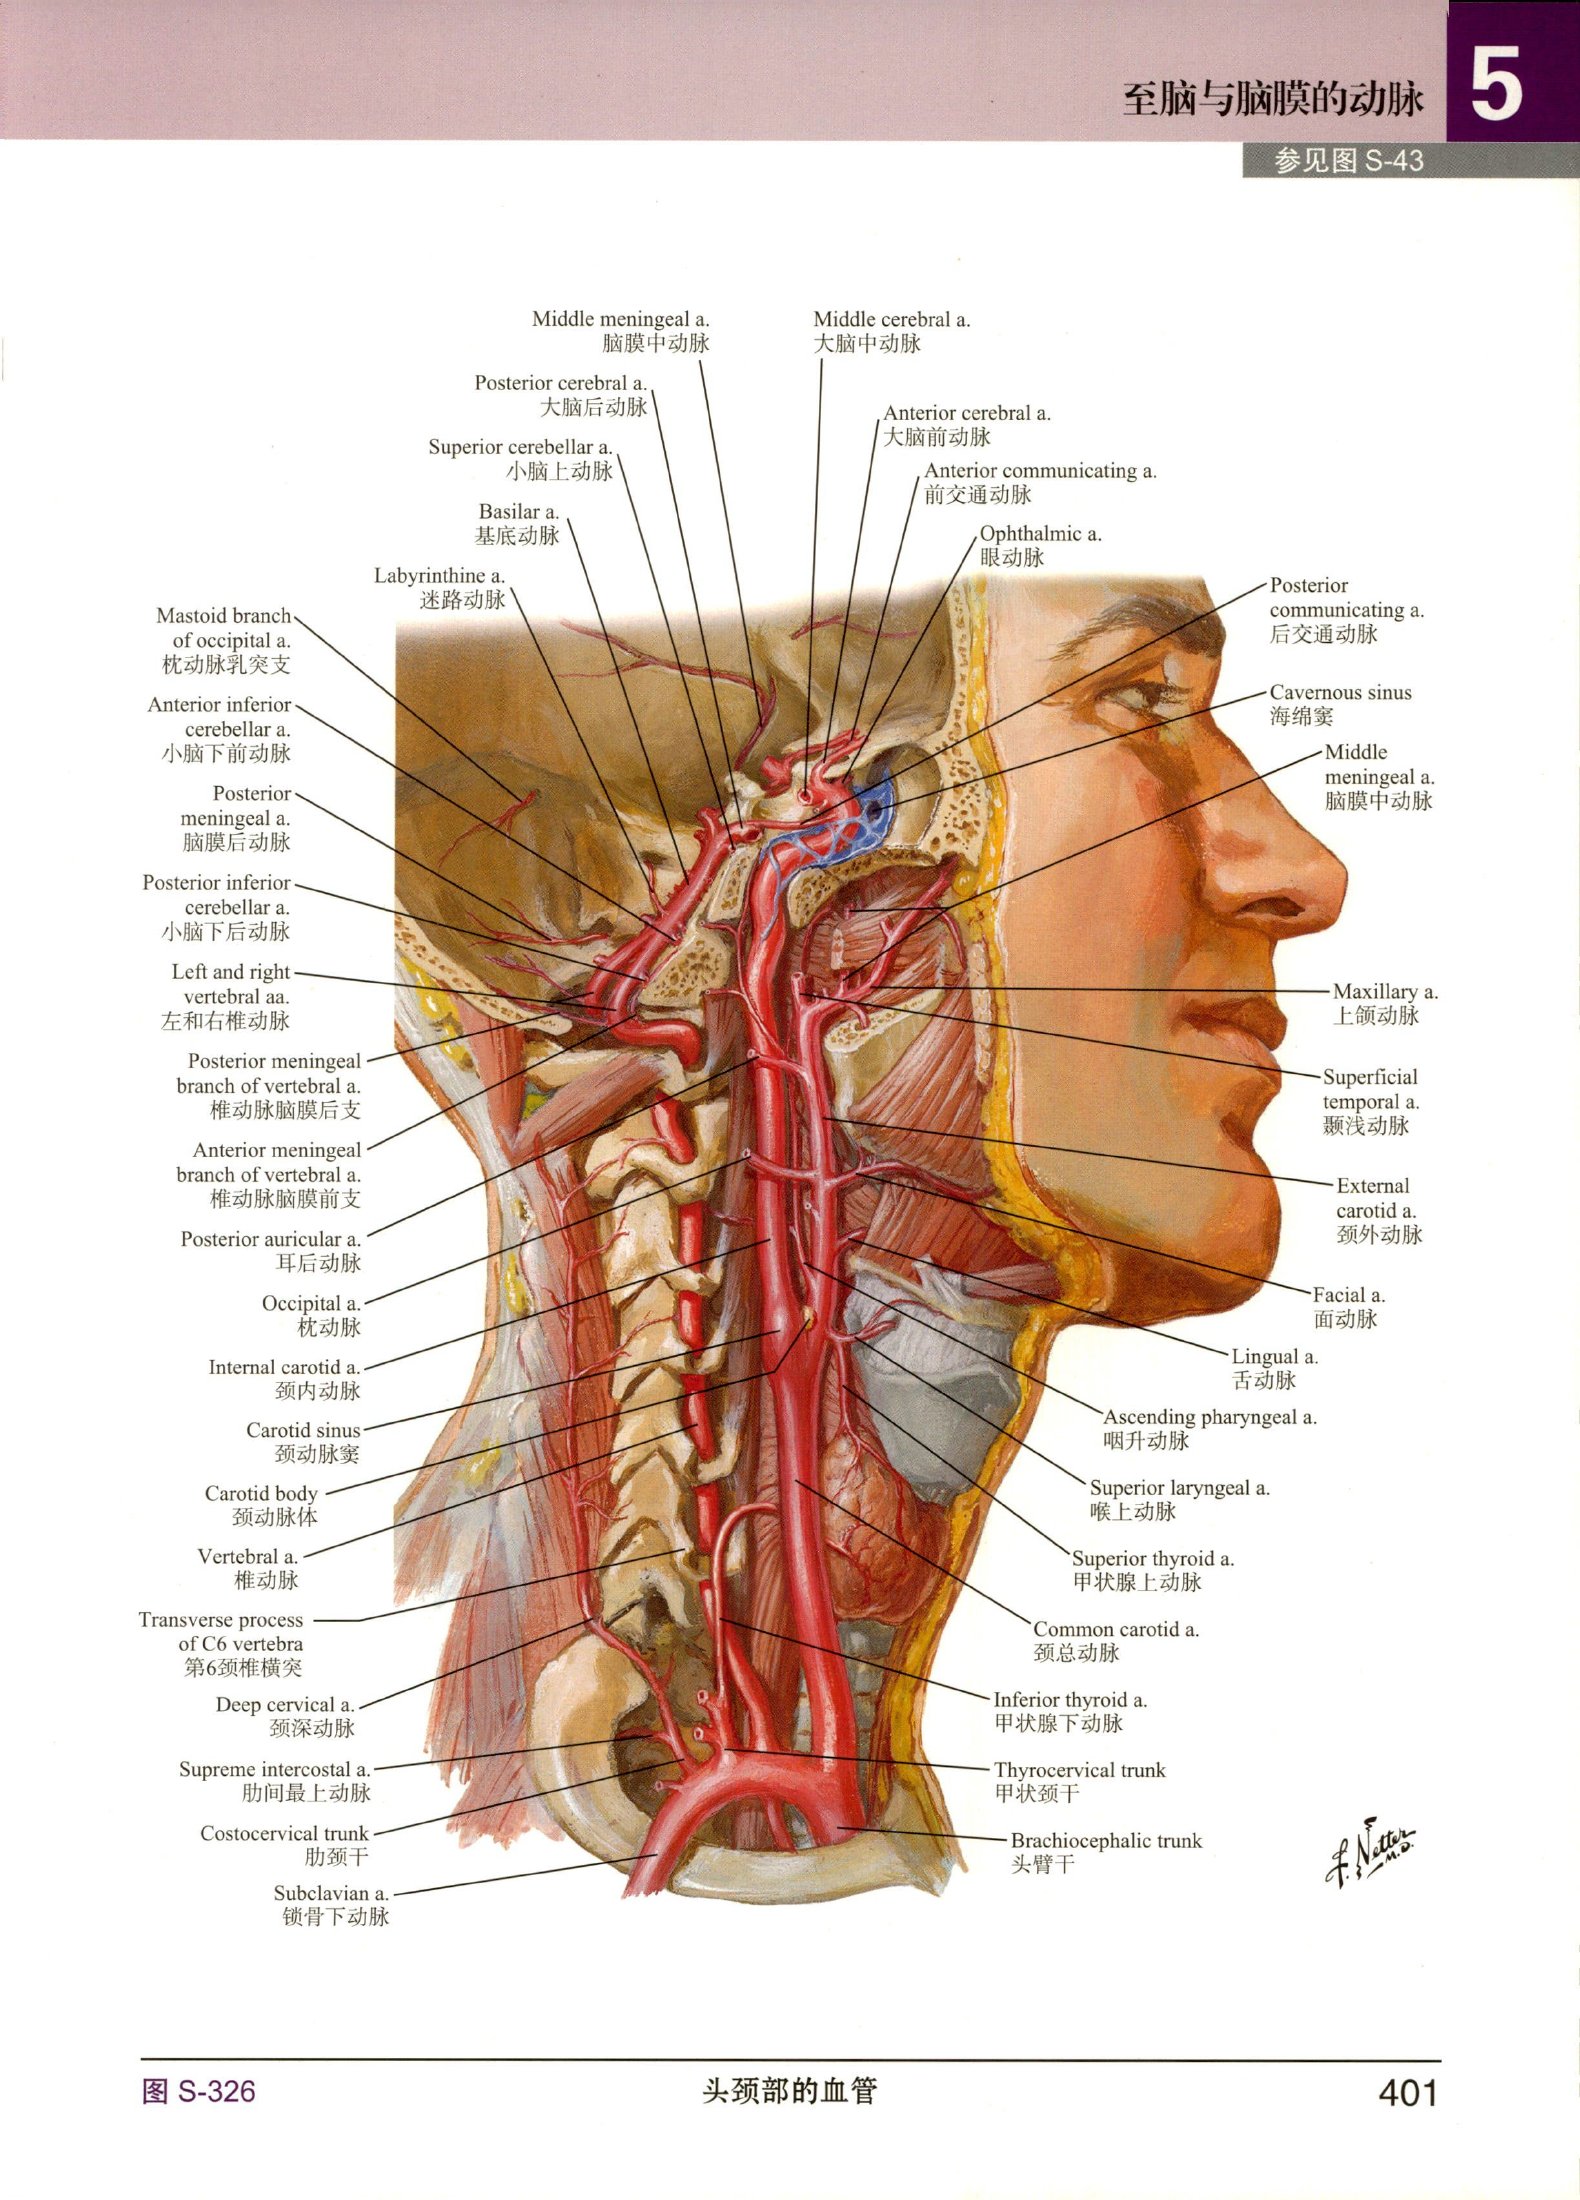 至脑与脑膜的动脉
5
参见图 S-43
Middle meningeal a.
脑膜中动脉
Posterior cerebral a.
大脑后动脉
Superior cerebellar a.
小脑上动脉
Basilar a.
基底动脉
Labyrinthine a.
迷路动脉
Mastoid branch
of occipital a.
枕动脉乳突支
Anterior inferior
cerebellar a.
小脑下前动脉
Posterior
meningeal a.
脑膜后动脉
Posterior inferior
cerebellar a.
小脑下后动脉
Left and right
vertebral aa.
左和右椎动脉
Posterior meningeal
branch of vertebral a.
椎动脉脑膜后支
Anterior meningeal
branch of vertebral a.
椎动脉脑膜前支
Posterior auricular a.
耳后动脉
Occipital a.
枕动脉
Internal carotid a.
颈内动脉
Carotid sinus
颈动脉窦
Carotid body
颈动脉体
Vertebral a.
椎动脉
Transverse process
of C6 vertebra
第6颈椎横突
Deep cervical a.
颈深动脉
Supreme intercostal a.
肋间最上动脉
Costocervical trunk
肋颈干
Subclavian a.
锁骨下动脉
Middle cerebral a.
大脑中动脉
Anterior cerebral a.
大脑前动脉
Anterior communicating a.
前交通动脉
Ophthalmic a.
眼动脉
Posterior
communicating a.
后交通动脉
Cavernous sinus
海绵窦
Middle
meningeal a.
脑膜中动脉
Maxillary a.
上颌动脉
Superficial
temporal a.
颞浅动脉
External
carotid a.
颈外动脉
Facial a.
面动脉
Lingual a.
舌动脉
Ascending pharyngeal a.
咽升动脉
Superior laryngeal a.
喉上动脉
Superior thyroid a.
甲状腺上动脉
Common carotid a.
颈总动脉
Inferior thyroid a.
甲状腺下动脉
Thyrocervical trunk
甲状颈干
Brachiocephalic trunk
头臂干
F. Netter
M.D.
图 S-326
头颈部的血管
401